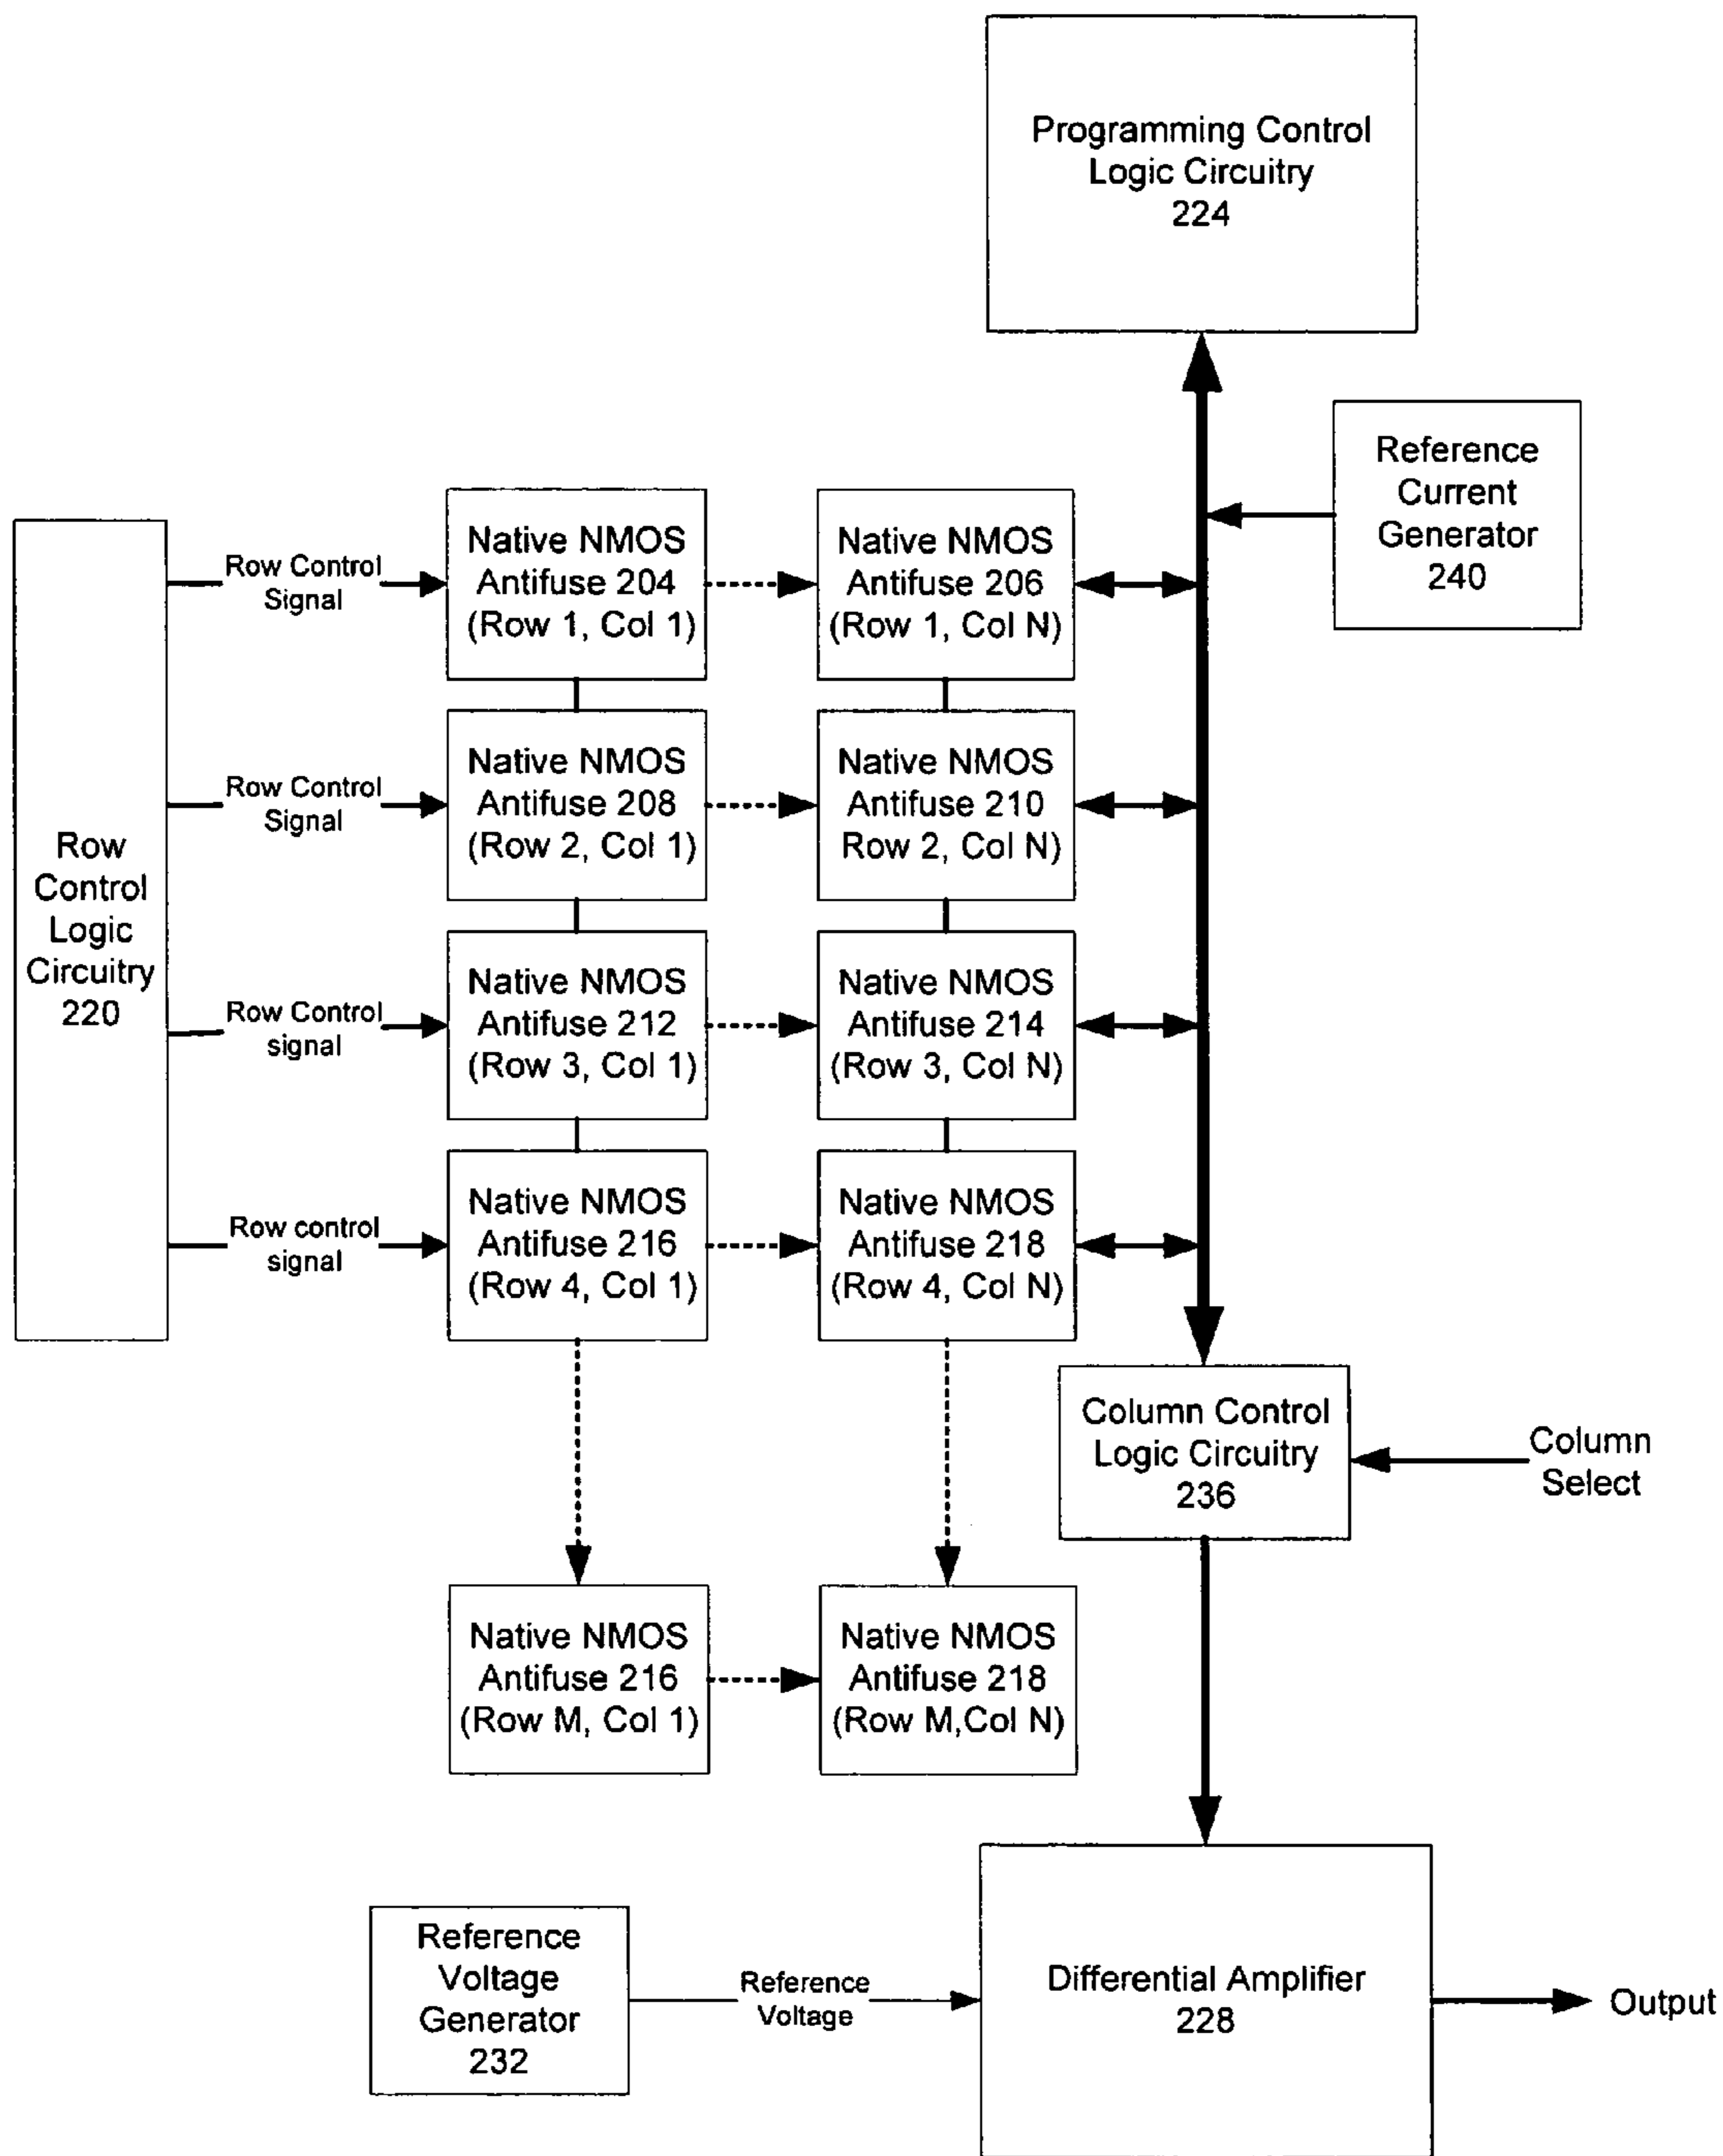 Programming Control
Logic Circuitry
224
Reference
Current
Generator
240
Row
Control
Logic
Circuitry
220
Row Control
Signal
Native NMOS
Antifuse 204
(Row 1, Col 1)
Native NMOS
Antifuse 206
(Row 1, Col N)
Row Control
Signal
Native NMOS
Antifuse 208
(Row 2, Col 1)
Native NMOS
Antifuse 210
Row 2, Col N)
Row Control
signal
Native NMOS
Antifuse 212
(Row 3, Col 1)
Native NMOS
Antifuse 214
(Row 3, Col N)
Row control
signal
Native NMOS
Antifuse 216
(Row 4, Col 1)
Native NMOS
Antifuse 218
(Row 4, Col N)
Column Control
Logic Circuitry
236
Column
Select
Native NMOS
Antifuse 216
(Row M, Col 1)
Native NMOS
Antifuse 218
(Row M,Col N)
Reference
Voltage
Generator
232
Reference
Voltage
Differential Amplifier
228
Output